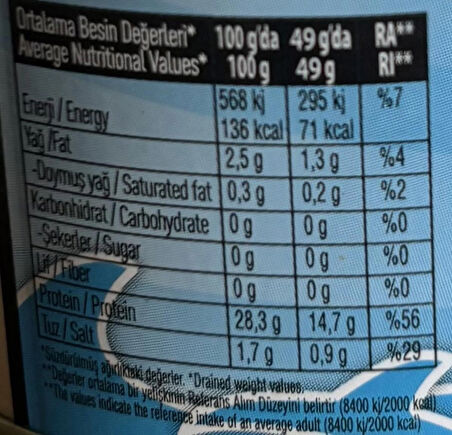 Ortalama Besin Değerleri* 100 g'da 49 g'da RA**
Average Nutritional Values* 100 g 49 g RI**
Enerji / Energy 568 kj 295 kj %7
136 kcal 71 kcal
Yağ / Fat 2,5 g 1,3 g %4
-Doymuş yağ / Saturated fat 0,3 g 0,2 g %2
Karbonhidrat / Carbohydrate 0 g 0 g %0
-Şekerler / Sugar 0 g 0 g %0
Lif / Fiber 0 g 0 g %0
Protein / Protein 28,3 g 14,7 g %56
Tuz / Salt 1,7 g 0,9 g %29
*Süzdürülmüş ağırlıktaki değerler. *Drained weight values.
**Değerler ortalama bir yetişkinin Referans Alım Düzeyini belirtir (8400 kj/2000 kcal)
**The values indicate the reference intake of an average adult (8400 kj/2000 kcal)